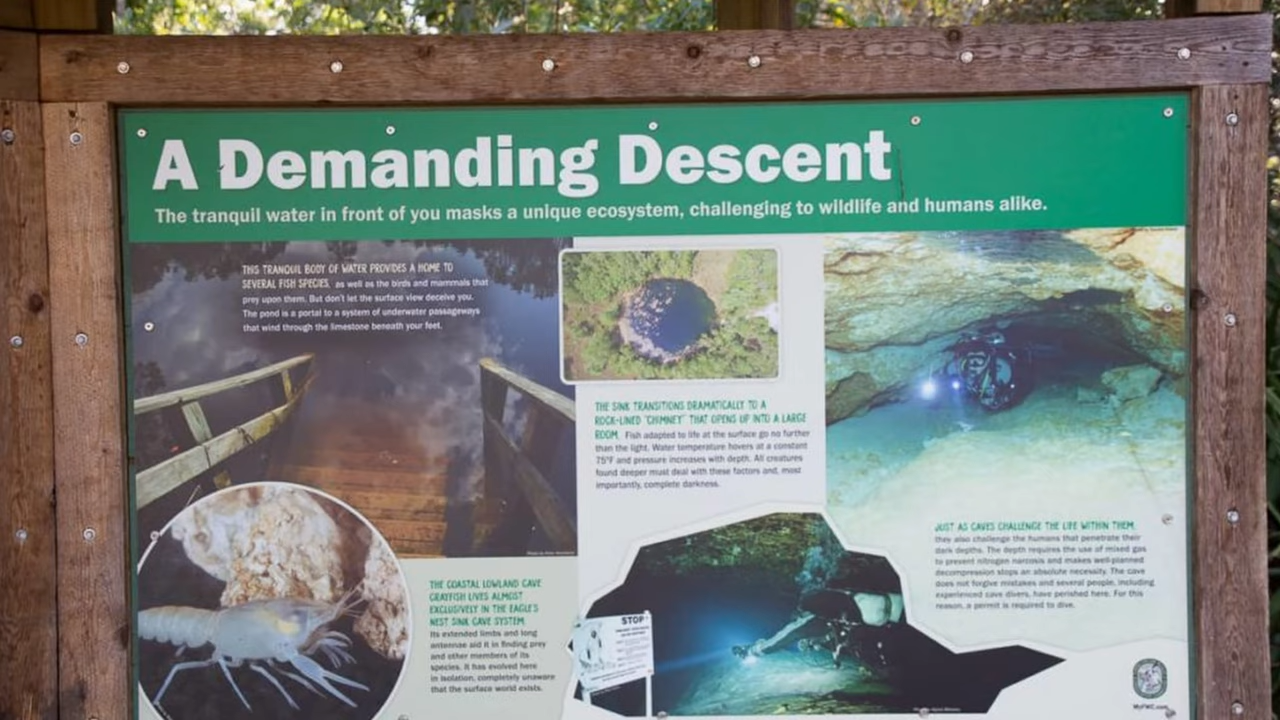 A Demanding Descent
The tranquil water in front of you masks a unique ecosystem, challenging to wildlife and humans alike.
THIS TRANQUIL BODY OF WATER PROVIDES A HOME TO
SEVERAL FISH SPECIES, as well as the birds and mammals that
prey upon them. But don't let the surface view deceive you.
The pond is a portal to a system of underwater passageways
that wind through the limestone beneath your feet.
THE SINK TRANSITIONS DRAMATICALLY TO A
ROCK-LINED "CHIMNEY" THAT OPENS UP INTO A LARGE
ROOM. Fish adapted to life at the surface go no further
than the light. Water temperature hovers at a constant
75°F and pressure increases with depth. All creatures
found deeper must deal with these factors and, most
importantly, complete darkness.
JUST AS CAVES CHALLENGE THE LIFE WITHIN THEM,
they also challenge the humans that penetrate their
dark depths. The depth requires the use of mixed gas
to prevent nitrogen narcosis and makes well-planned
decompression stops an absolute necessity. The cave
does not forgive mistakes and several people, including
experienced cave divers, have perished here. For this
reason, a permit is required to dive.
THE COASTAL LOWLAND CAVE
CRAYFISH LIVES ALMOST
EXCLUSIVELY IN THE EAGLE'S
NEST SINK CAVE SYSTEM.
Its extended limbs and long
antennae aid it in finding prey
and other members of its
species. It has evolved here
in isolation, completely unaware
that the surface world exists.
STOP
MyFWC.com